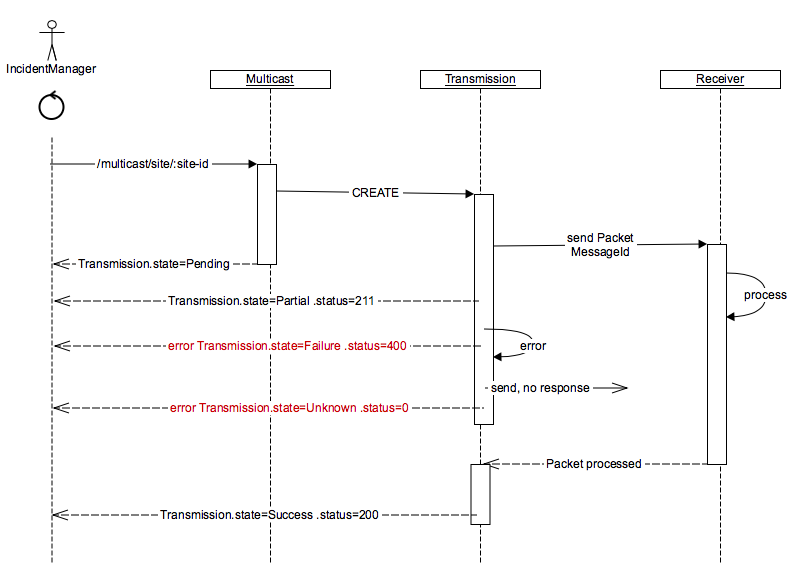 IncidentManager
Multicast
Transmission
Receiver
/multicast/site/:site-id
CREATE
send Packet
MessageId
Transmission.state=Pending
process
Transmission.state=Partial .status=211
error Transmission.state=Failure .status=400
error
send, no response
error Transmission.state=Unknown .status=0
Packet processed
Transmission.state=Success .status=200